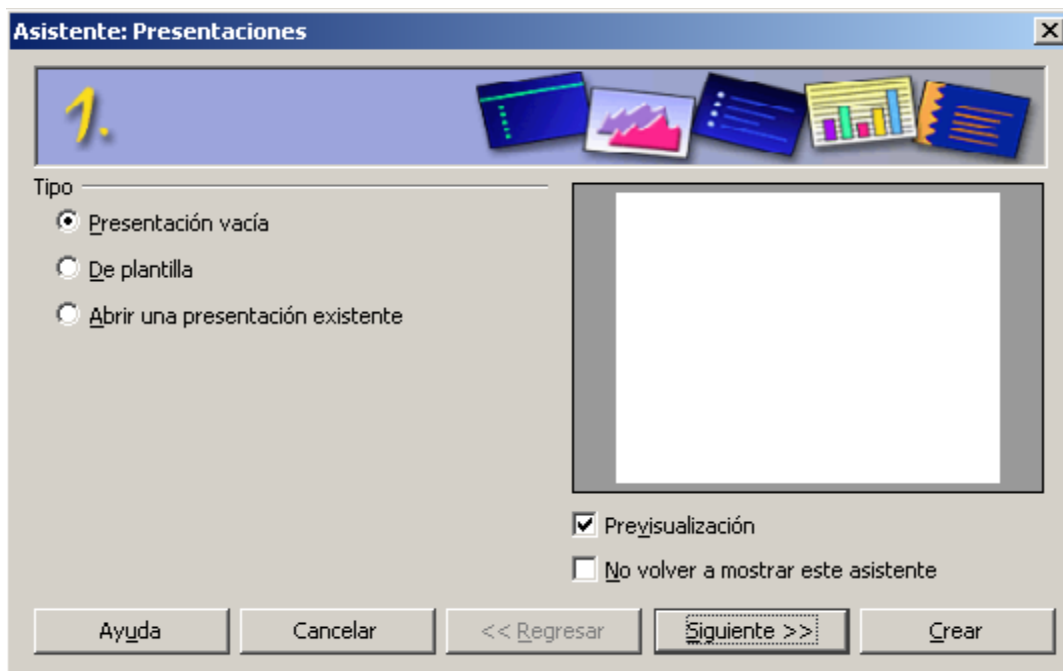 Asistente: Presentaciones
1.
Tipo
Presentación vacía
De plantilla
Abrir una presentación existente
Previsualización
No volver a mostrar este asistente
Ayuda Cancelar << Regresar Siguiente >> Crear